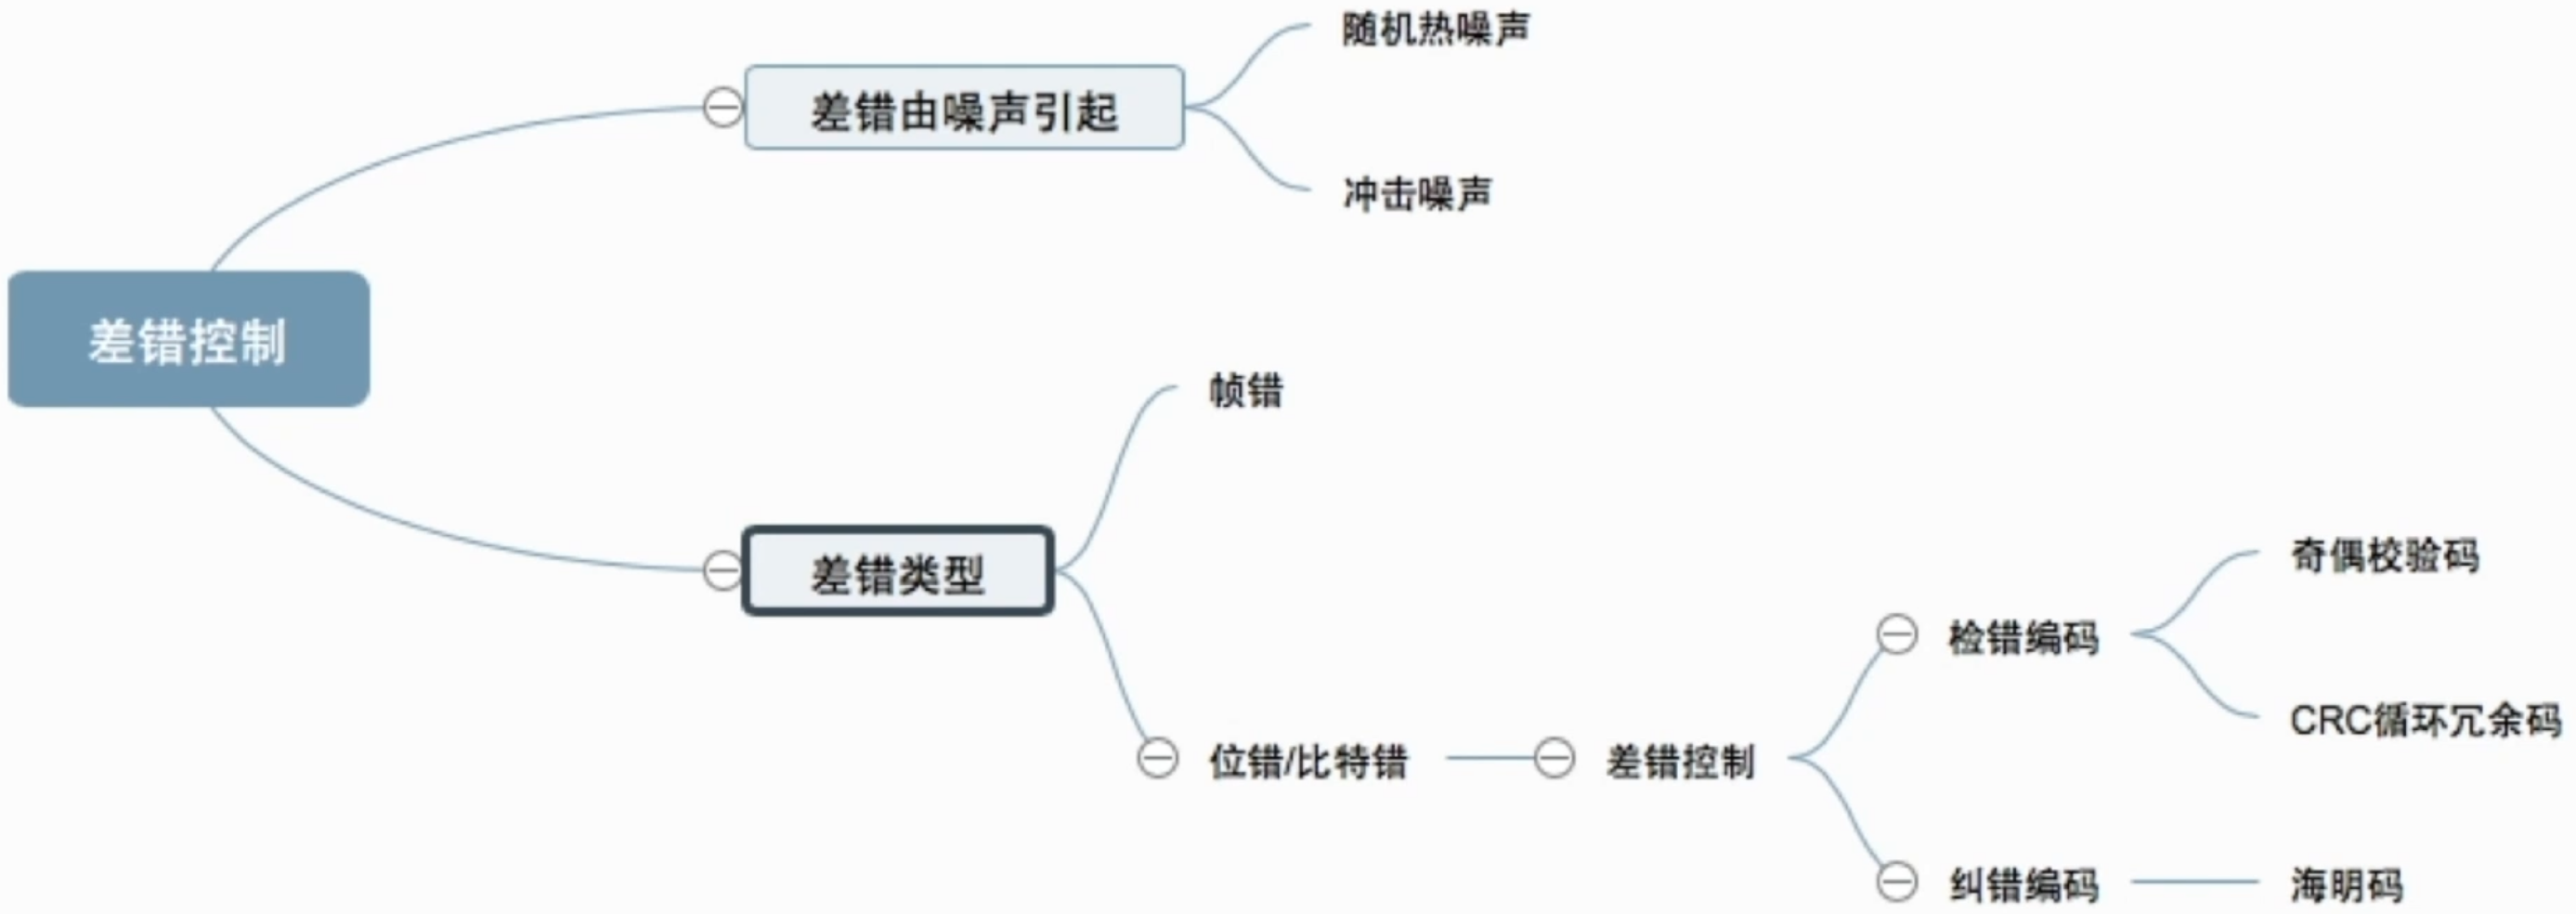 随机热噪声
差错由噪声引起
冲击噪声
差错控制
帧错
差错类型
奇偶校验码
检错编码
CRC循环冗余码
位错/比特错
差错控制
纠错编码
海明码